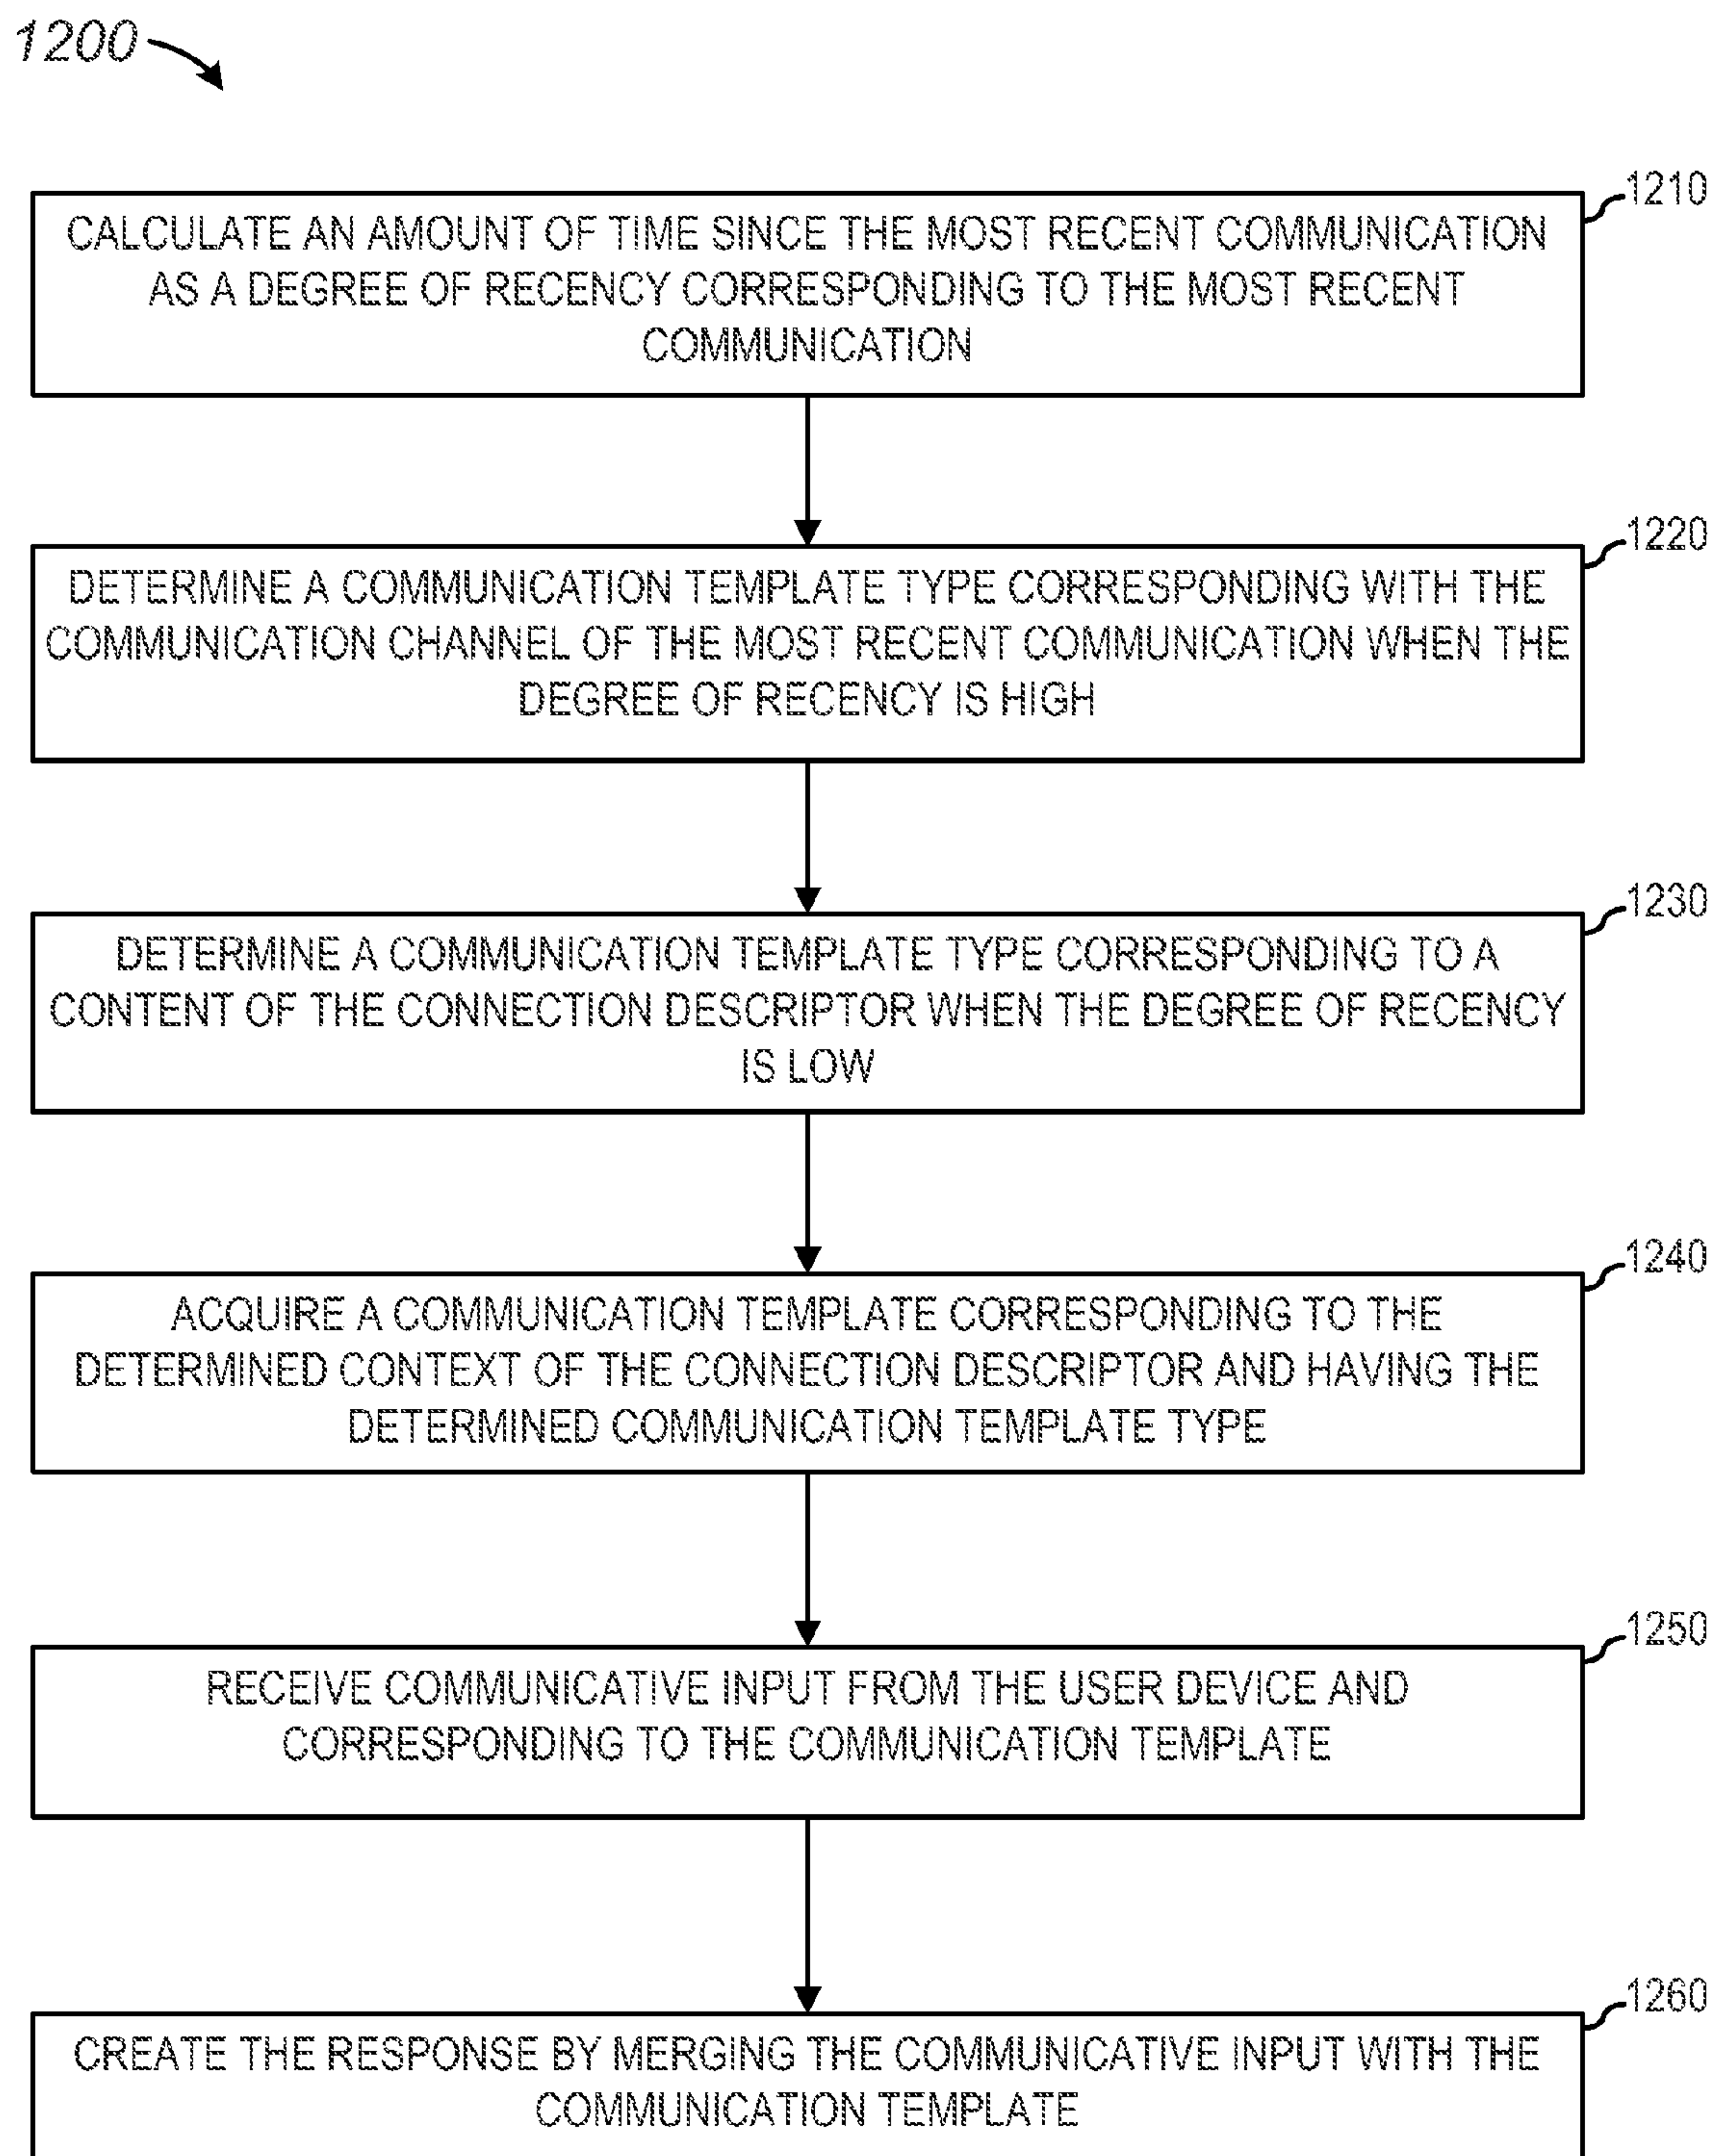 1200
1210
CALCULATE AN AMOUNT OF TIME SINCE THE MOST RECENT COMMUNICATION
AS A DEGREE OF RECENCY CORRESPONDING TO THE MOST RECENT
COMMUNICATION
1220
DETERMINE A COMMUNICATION TEMPLATE TYPE CORRESPONDING WITH THE
COMMUNICATION CHANNEL OF THE MOST RECENT COMMUNICATION WHEN THE
DEGREE OF RECENCY IS HIGH
1230
DETERMINE A COMMUNICATION TEMPLATE TYPE CORRESPONDING TO A
CONTENT OF THE CONNECTION DESCRIPTOR WHEN THE DEGREE OF RECENCY
IS LOW
1240
ACQUIRE A COMMUNICATION TEMPLATE CORRESPONDING TO THE
DETERMINED CONTEXT OF THE CONNECTION DESCRIPTOR AND HAVING THE
DETERMINED COMMUNICATION TEMPLATE TYPE
1250
RECEIVE COMMUNICATIVE INPUT FROM THE USER DEVICE AND
CORRESPONDING TO THE COMMUNICATION TEMPLATE
1260
CREATE THE RESPONSE BY MERGING THE COMMUNICATIVE INPUT WITH THE
COMMUNICATION TEMPLATE